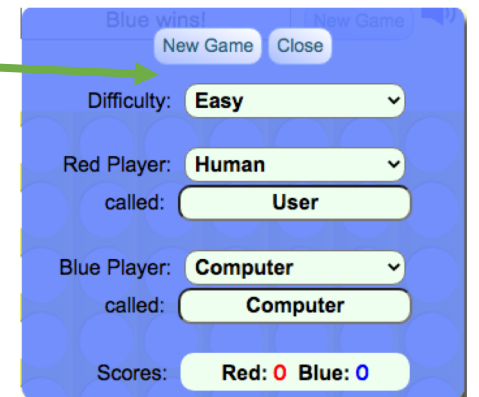 Blue wins! New Game
New Game Close
Difficulty: Easy
Red Player: Human
called: User
Blue Player: Computer
called: Computer
Scores: Red: 0 Blue: 0